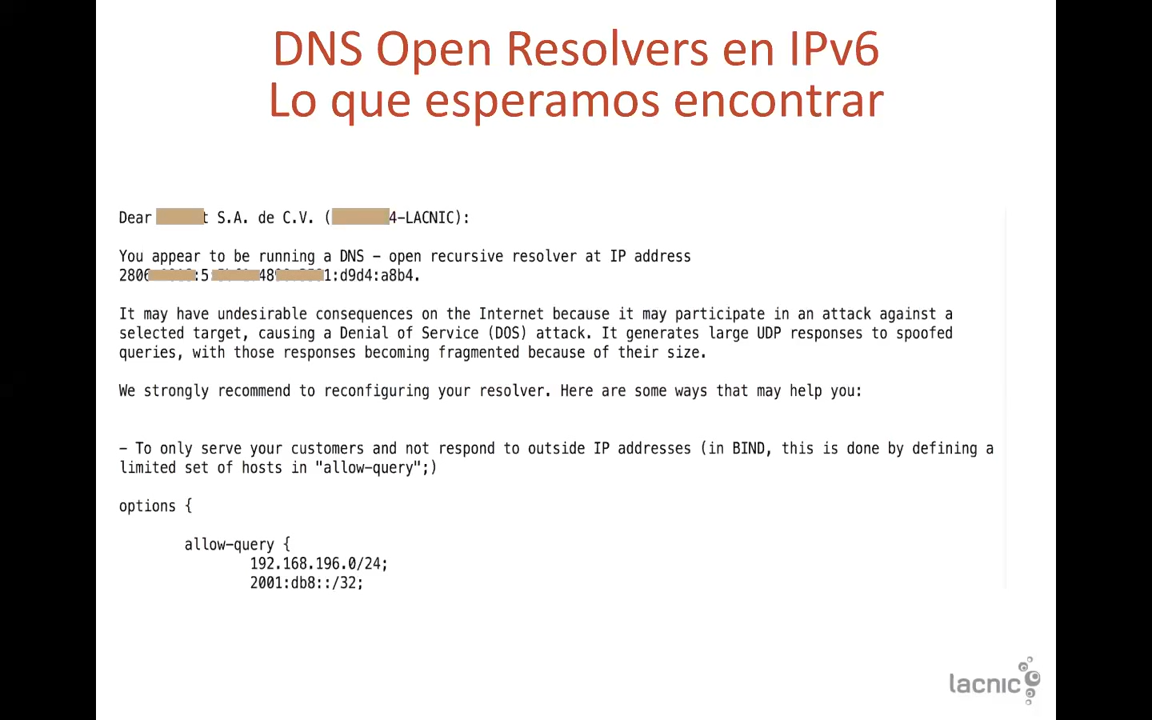 DNS Open Resolvers en IPv6
Lo que esperamos encontrar
Dear t S.A. de C.V. ( 4-LACNIC):
You appear to be running a DNS - open recursive resolver at IP address
2806 :5 48 1:d9d4:a8b4.
It may have undesirable consequences on the Internet because it may participate in an attack against a
selected target, causing a Denial of Service (DOS) attack. It generates large UDP responses to spoofed
queries, with those responses becoming fragmented because of their size.
We strongly recommend to reconfiguring your resolver. Here are some ways that may help you:
- To only serve your customers and not respond to outside IP addresses (in BIND, this is done by defining a
limited set of hosts in "allow-query";)
options {
allow-query {
192.168.196.0/24;
2001:db8::/32;
lacnic